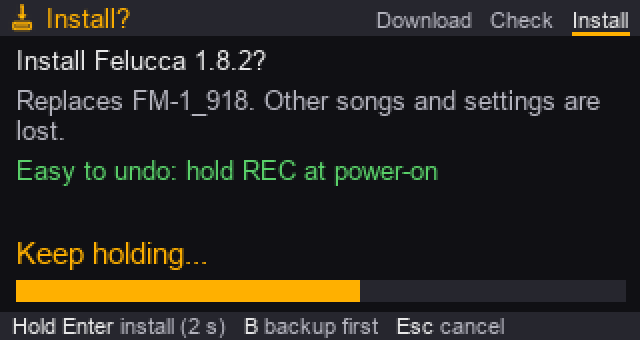 Install? Download Check Install
Install Felucca 1.8.2?
Replaces FM-1_918. Other songs and settings are
lost.
Easy to undo: hold REC at power-on
Keep holding...
Hold Enter install (2 s) B backup first Esc cancel